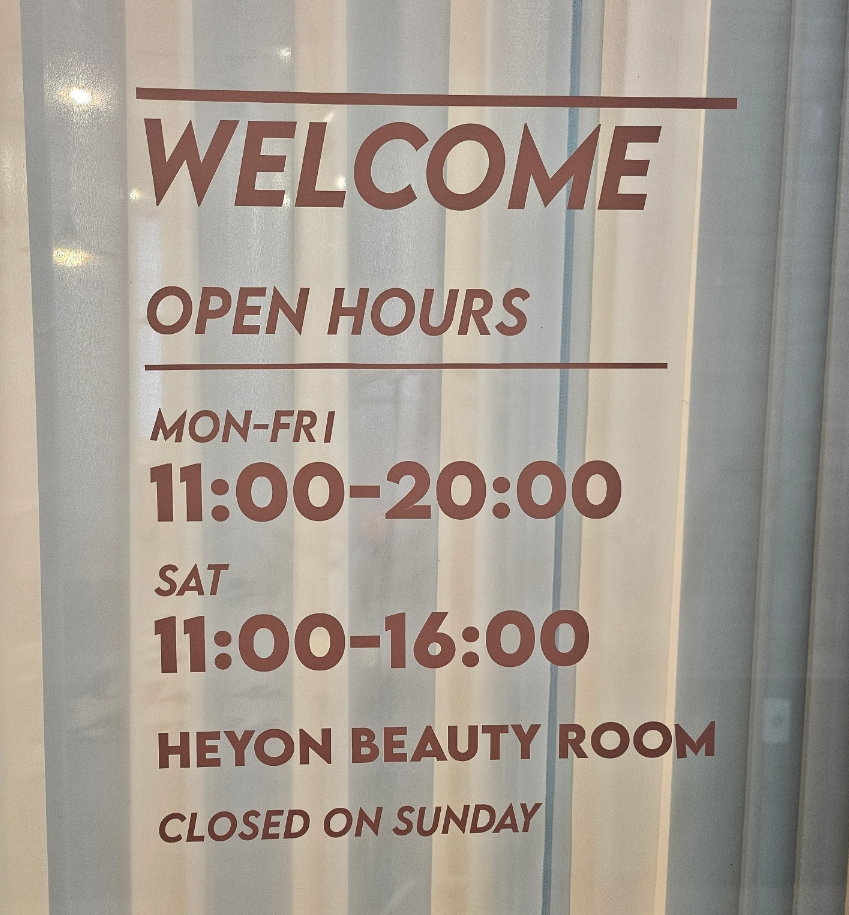 WELCOME
OPEN HOURS
MON-FRI
11:00-20:00
SAT
11:00-16:00
HEYON BEAUTY ROOM
CLOSED ON SUNDAY